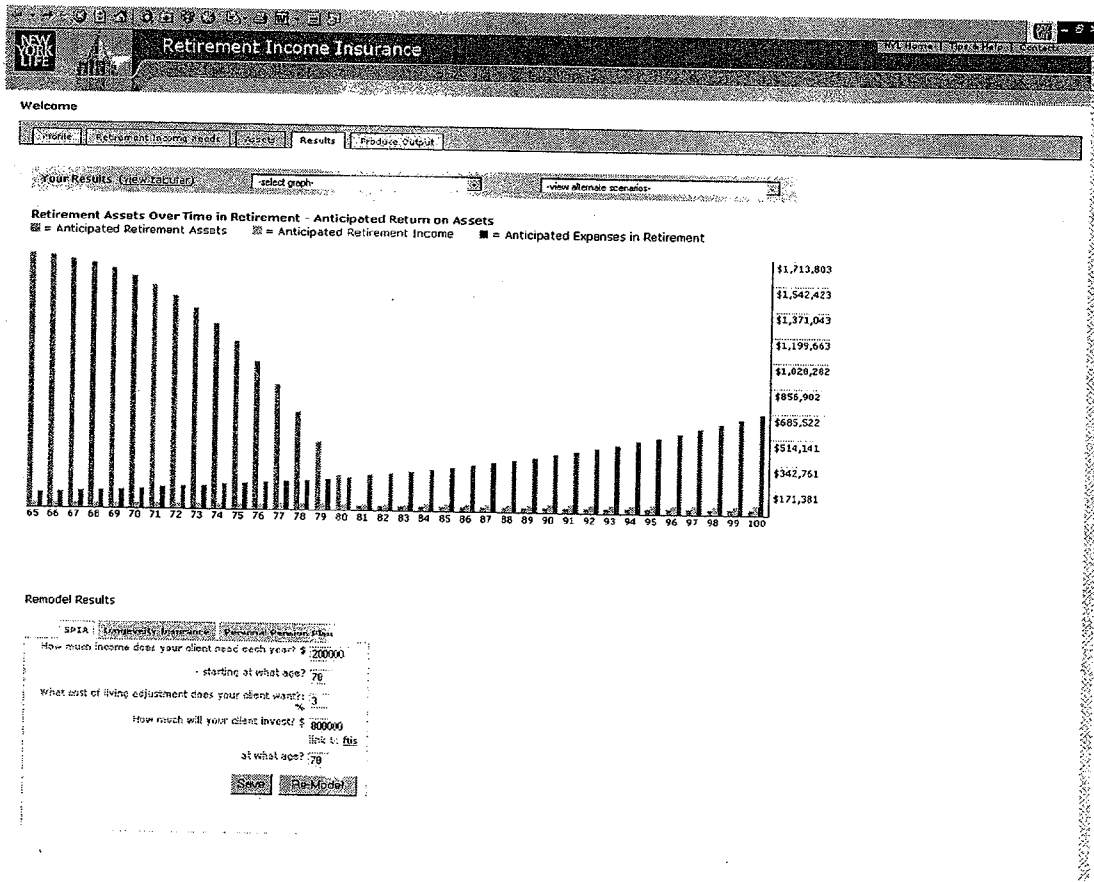 NEW
YORK
LIFE
Retirement Income Insurance
NYL Home | Tips & Help | Contacts
Welcome
Profile Retirement Income Needs Assets Results Produce Output
Your Results (view tabular) -select graph- -view alternate scenarios-
Retirement Assets Over Time in Retirement - Anticipated Return on Assets
= Anticipated Retirement Assets = Anticipated Retirement Income = Anticipated Expenses in Retirement
$1,713,803
$1,542,423
$1,371,043
$1,199,663
$1,028,282
$856,902
$685,522
$514,141
$342,761
$171,381
65 66 67 68 69 70 71 72 73 74 75 76 77 78 79 80 81 82 83 84 85 86 87 88 89 90 91 92 93 94 95 96 97 98 99 100
Remodel Results
SPIA Longevity Insurance Personal Pension Plan
How much income does your client need each year? $ 200000
- starting at what age? 70
What cost of living adjustment does your client want?: 3
%
How much will your client invest? $ 800000
link to ftis
at what age? 70
Save Re-Model